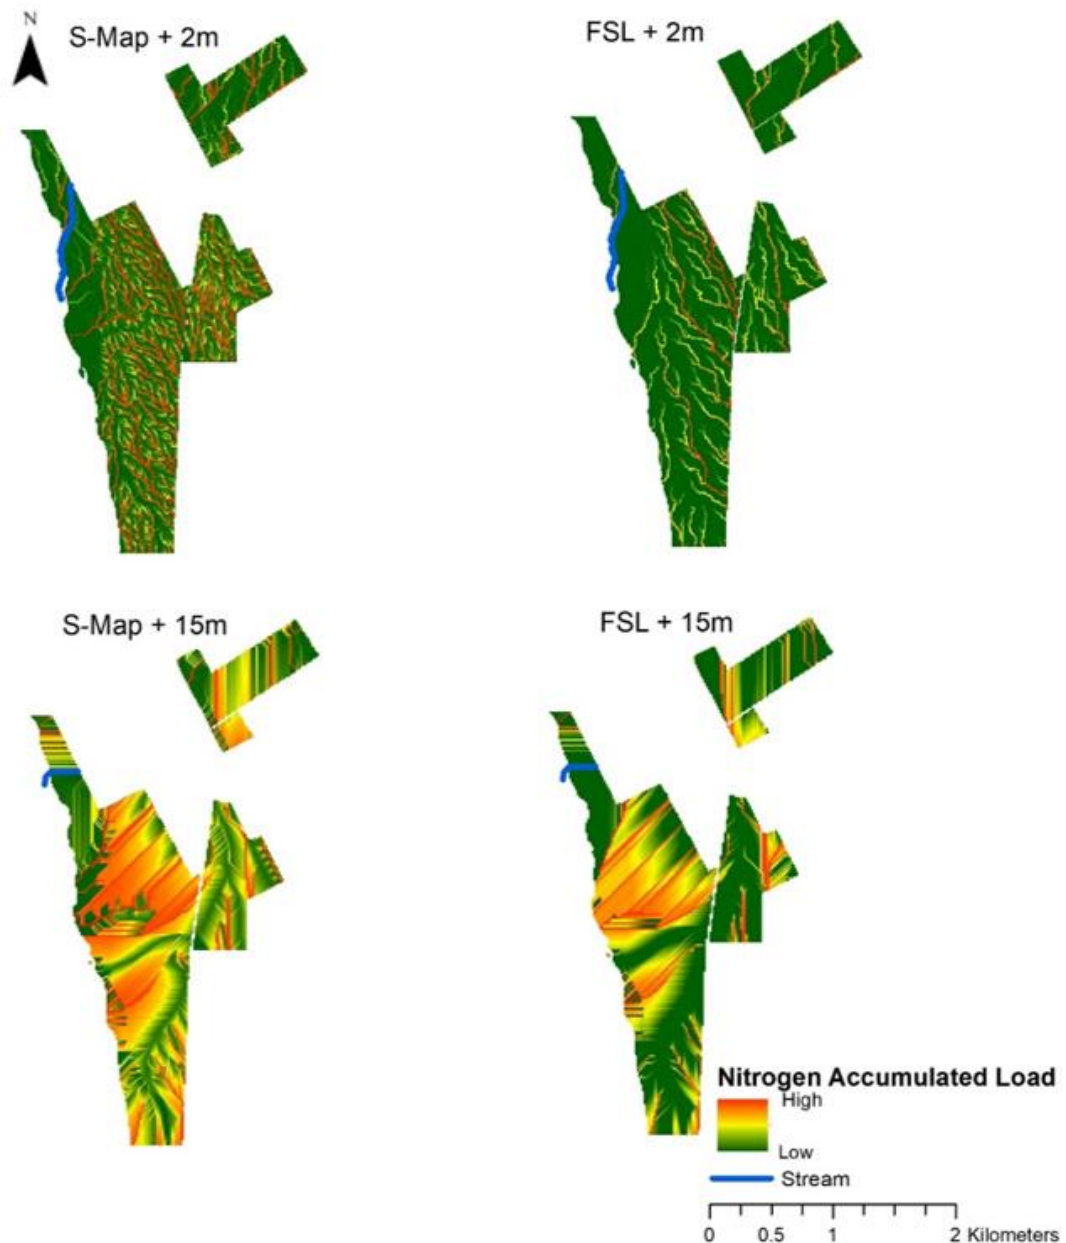 N
S-Map + 2m
FSL + 2m
S-Map + 15m
FSL + 15m
Nitrogen Accumulated Load
High
Low
Stream
0 0.5 1 2 Kilometers